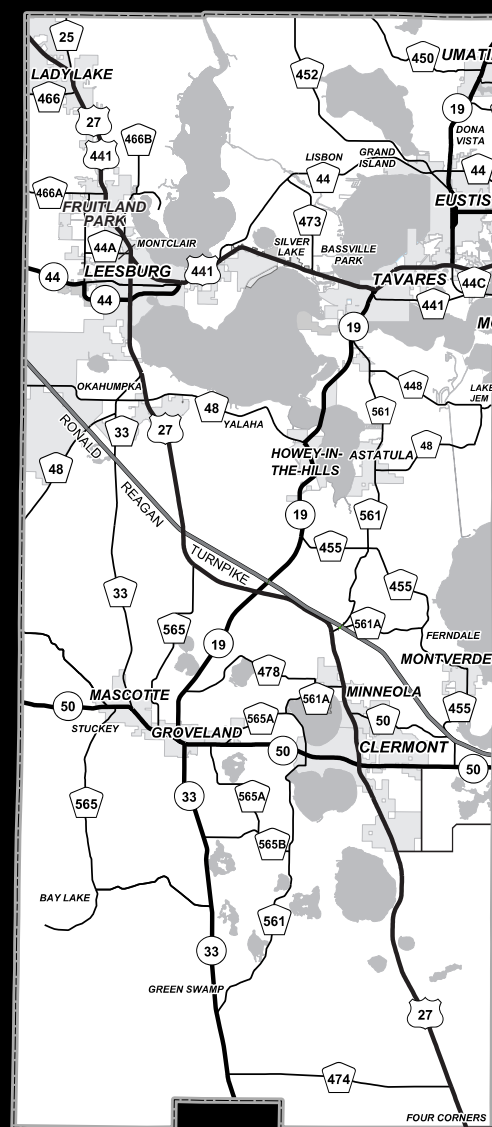 25
450
UMATI
452
LADY LAKE
466
19
27
DONA
VISTA
466B
441
LISBON
GRAND
ISLAND
44
44
466A
EUSTIS
FRUITLAND
PARK
473
44A
MONTCLAIR
SILVER
LAKE
BASSVILLE
PARK
44
LEESBURG
441
TAVARES
44C
44
441
19
M
OKAHUMPKA
448
LAKE
JEM
48
561
33
27
YALAHA
RONALD
48
48
HOWEY-IN-
THE-HILLS
ASTATULA
REAGAN
19
561
TURNPIKE
455
33
455
565
561A
19
FERNDALE
478
MONTVERDE
MASCOTTE
561A
MINNEOLA
50
455
STUCKEY
565A
50
GROVELAND
50
CLERMONT
50
33
565A
565
565B
BAY LAKE
561
33
GREEN SWAMP
27
474
FOUR CORNERS